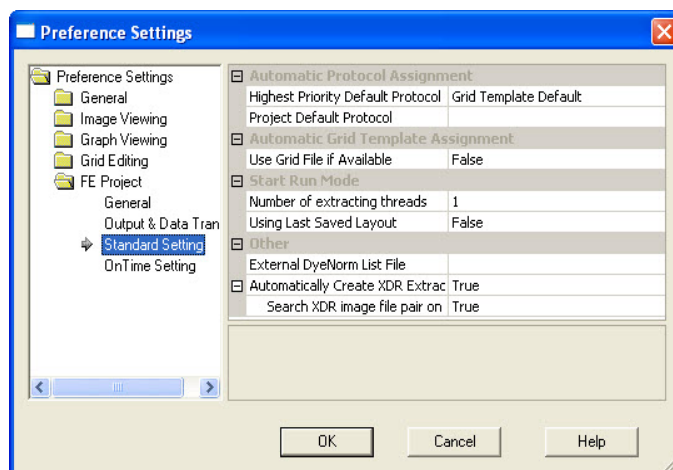 Preference Settings
Preference Settings
General
Image Viewing
Graph Viewing
Grid Editing
FE Project
General
Output & Data Tran
Standard Setting
OnTime Setting
Automatic Protocol Assignment
Highest Priority Default Protocol Grid Template Default
Project Default Protocol
Automatic Grid Template Assignment
Use Grid File if Available False
Start Run Mode
Number of extracting threads 1
Using Last Saved Layout False
Other
External DyeNorm List File
Automatically Create XDR Extrac True
Search XDR image file pair on True
OK Cancel Help